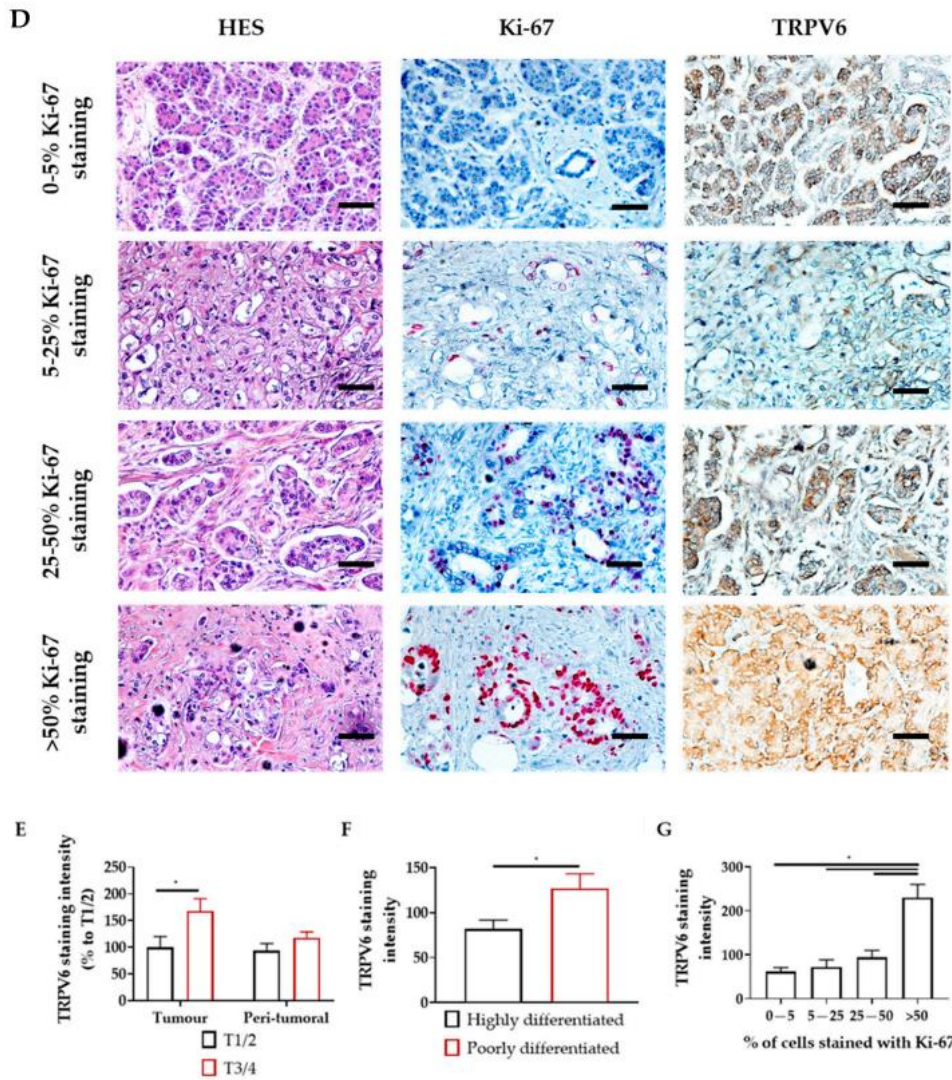 D
HES
Ki-67
TRPV6
0-5% Ki-67
staining
5-25% Ki-67
staining
25-50% Ki-67
staining
>50% Ki-67
staining
E
TRPV6 staining intensity
(% to T1/2)
250
200
150
100
50
0
*
Tumour
Peri-tumoral
T1/2
T3/4
F
TRPV6 staining
intensity
150
100
50
0
*
Highly differentiated
Poorly differentiated
G
TRPV6 staining
intensity
300
200
100
0
*
0—5
5—25
25—50
>50
% of cells stained with Ki-67